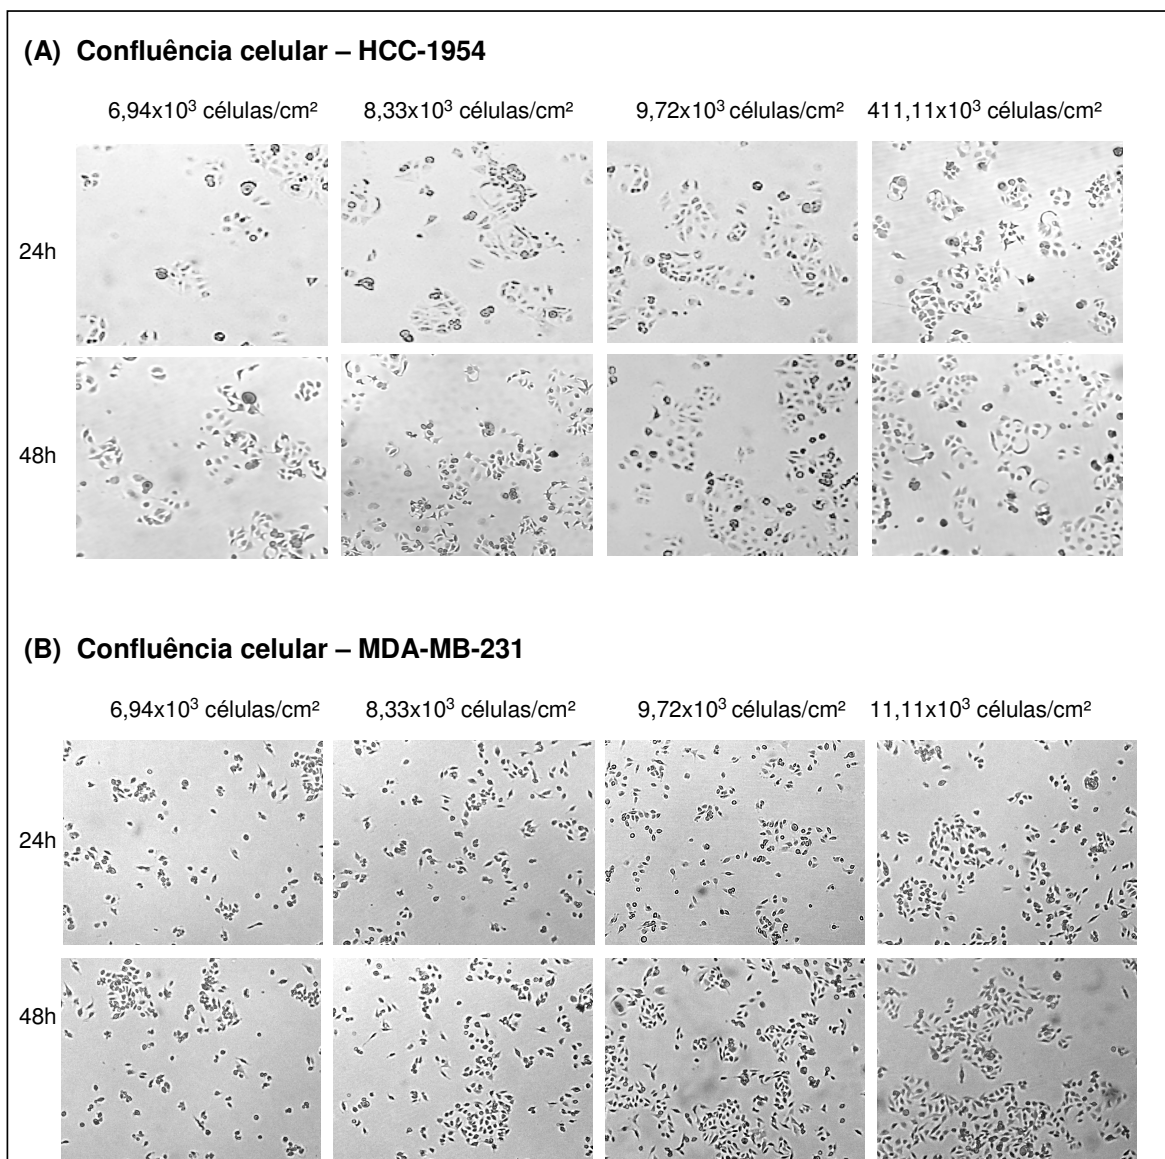 (A) Confluência celular – HCC-1954
6,94x10³ células/cm² 8,33x10³ células/cm² 9,72x10³ células/cm² 411,11x10³ células/cm²
24h
48h
(B) Confluência celular – MDA-MB-231
6,94x10³ células/cm² 8,33x10³ células/cm² 9,72x10³ células/cm² 11,11x10³ células/cm²
24h
48h